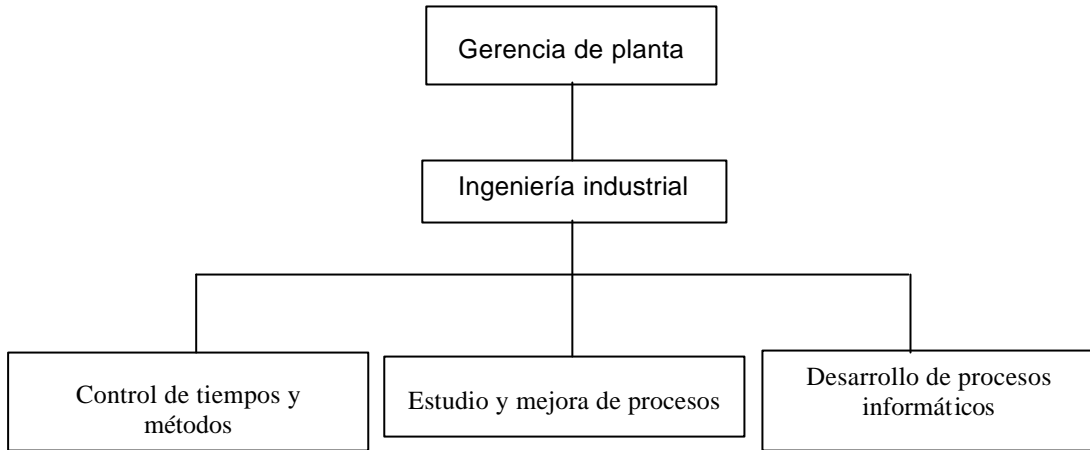 Gerencia de planta
Ingeniería industrial
Control de tiempos y
métodos
Estudio y mejora de procesos
Desarrollo de procesos
informáticos